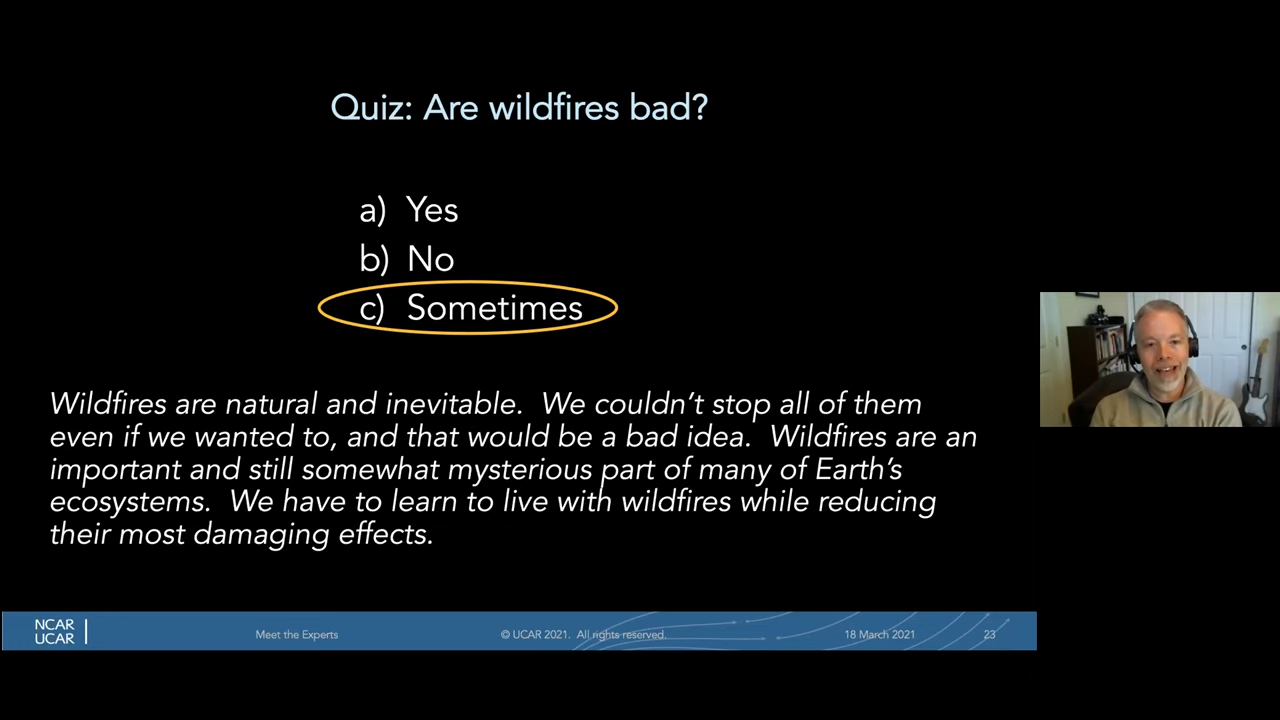 Quiz: Are wildfires bad?
a) Yes
b) No
c) Sometimes
Wildfires are natural and inevitable. We couldn't stop all of them
even if we wanted to, and that would be a bad idea. Wildfires are an
important and still somewhat mysterious part of many of Earth's
ecosystems. We have to learn to live with wildfires while reducing
their most damaging effects.
NCAR
UCAR
Meet the Experts
© UCAR 2021. All rights reserved.
18 March 2021
23